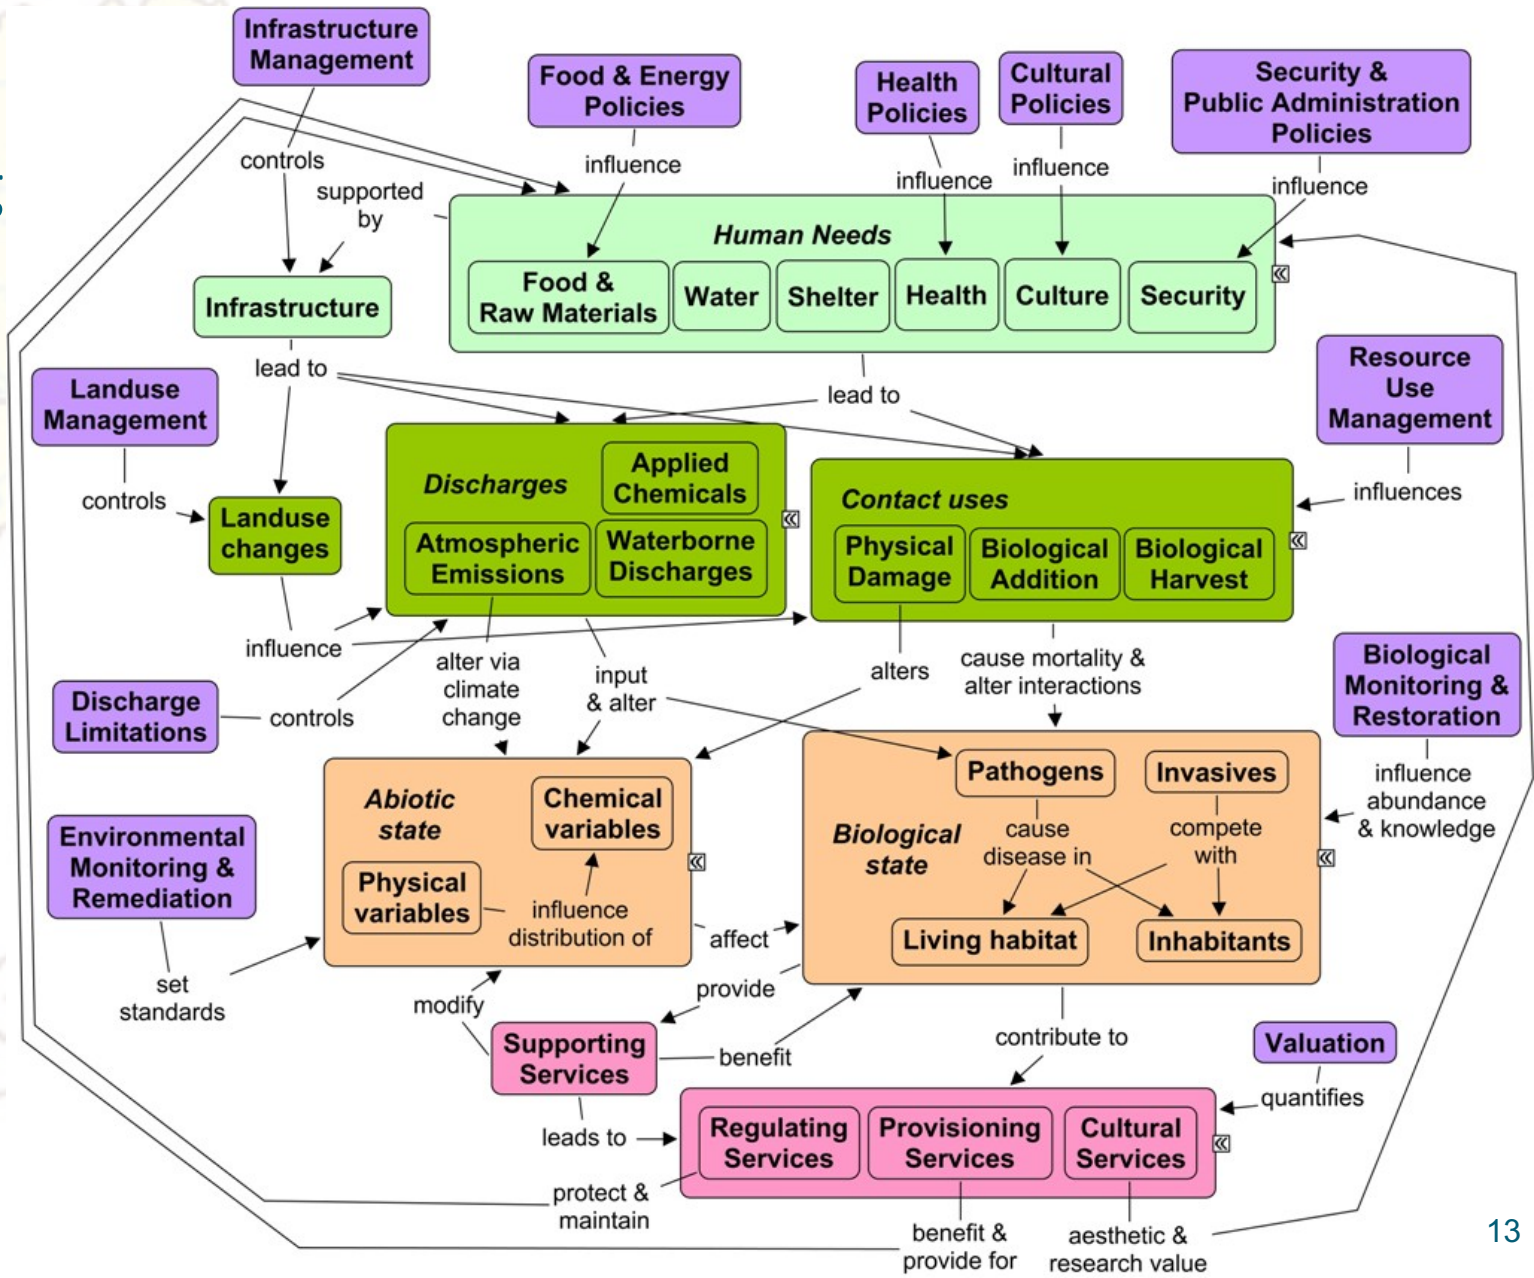 Infrastructure
Management
Food & Energy
Policies
Health
Policies
Cultural
Policies
Security &
Public Administration
Policies
controls
supported
by
influence
influence
influence
influence
Human Needs
Food &
Raw Materials
Water
Shelter
Health
Culture
Security
Infrastructure
lead to
lead to
Landuse
Management
Resource
Use
Management
controls
influences
Landuse
changes
Discharges
Applied
Chemicals
Atmospheric
Emissions
Waterborne
Discharges
Contact uses
Physical
Damage
Biological
Addition
Biological
Harvest
influence
alter via
climate
change
input
& alter
alters
cause mortality &
alter interactions
Discharge
Limitations
controls
Biological
Monitoring &
Restoration
influence
abundance
& knowledge
Abiotic
state
Chemical
variables
Physical
variables
influence
distribution of
Biological
state
Pathogens
Invasives
cause
disease in
compete
with
Living habitat
Inhabitants
Environmental
Monitoring &
Remediation
set
standards
affect
provide
modify
Supporting
Services
benefit
contribute to
Valuation
quantifies
leads to
Regulating
Services
Provisioning
Services
Cultural
Services
protect &
maintain
benefit &
provide for
aesthetic &
research value
13